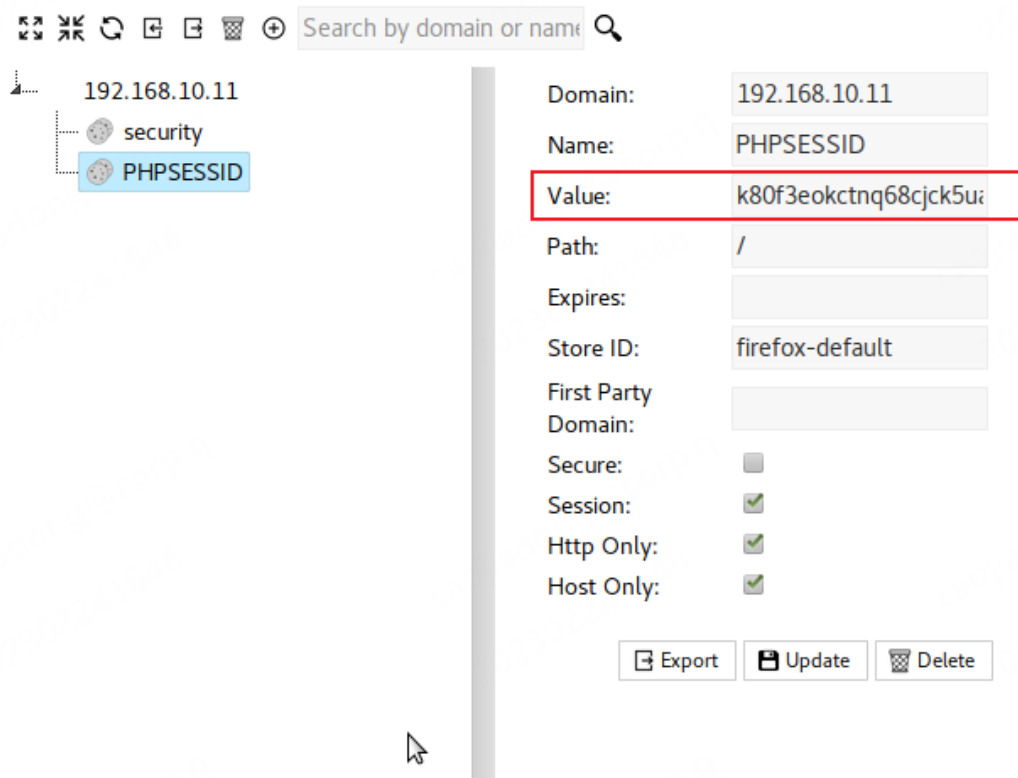 Search by domain or name
192.168.10.11
security
PHPSESSID
Domain: 192.168.10.11
Name: PHPSESSID
Value: k80f3eokctnq68cjck5ua
Path: /
Expires:
Store ID: firefox-default
First Party
Domain:
Secure:
Session:
Http Only:
Host Only:
Export Update Delete